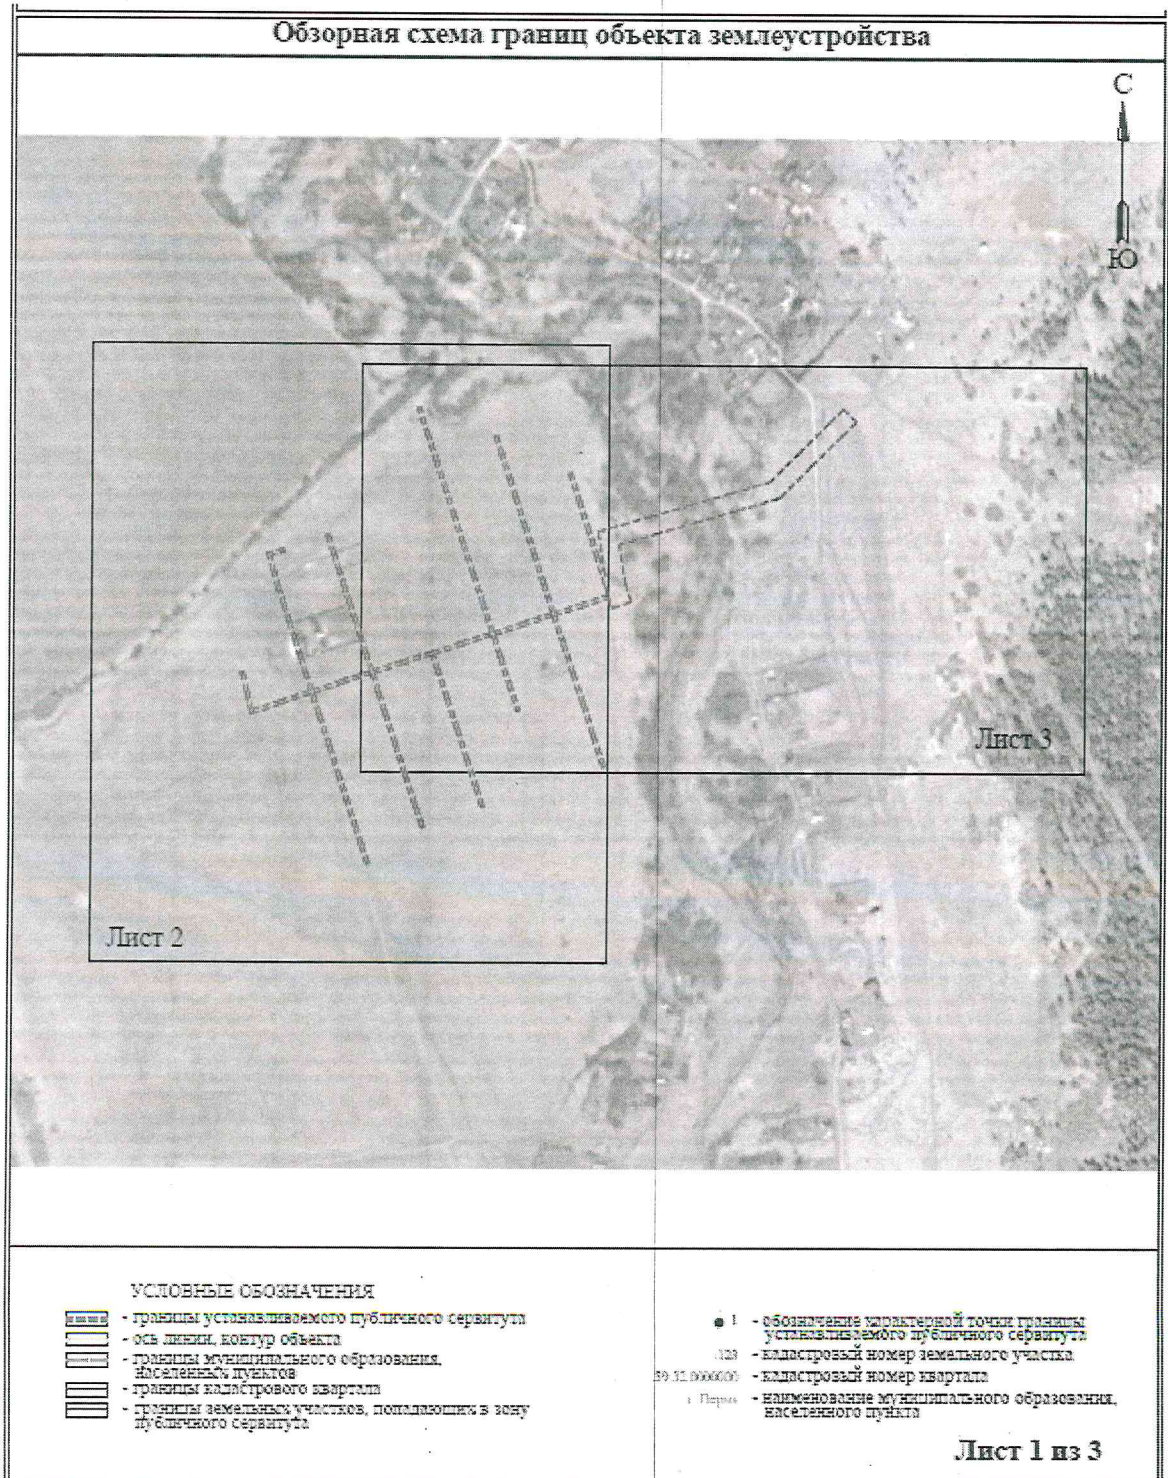 Обзорная схема границ объекта землеустройства
С
Ю
Лист 3
Лист 2
УСЛОВНЫЕ ОБОЗНАЧЕНИЯ
- границы устанавливаемого публичного сервитута
- ось линии, контур объекта
- границы муниципального образования,
населенных пунктов
- границы кадастрового квартала
- границы земельных участков, попадающих в зону
публичного сервитута
1 - обозначение характерной точки границы
устанавливаемого публичного сервитута
:123 - кадастровый номер земельного участка
- кадастровый номер квартала
- наименование муниципального образования,
населенного пункта
Лист 1 из 3